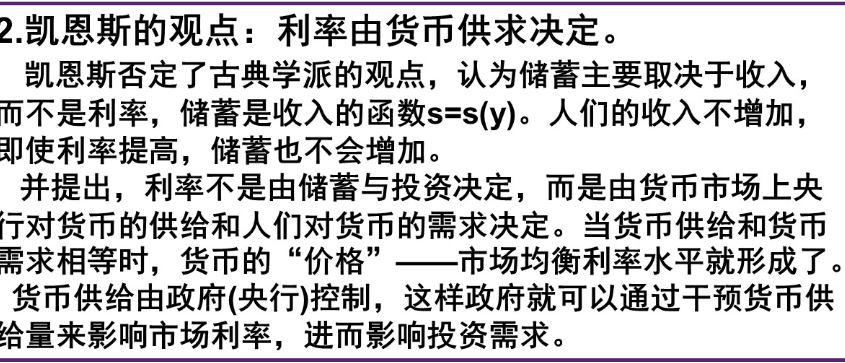 2.凯恩斯的观点：利率由货币供求决定。
凯恩斯否定了古典学派的观点，认为储蓄主要取决于收入，
而不是利率，储蓄是收入的函数s=s(y)。人们的收入不增加，
即使利率提高，储蓄也不会增加。
并提出，利率不是由储蓄与投资决定，而是由货币市场上央
行对货币的供给和人们对货币的需求决定。当货币供给和货币
需求相等时，货币的“价格”——市场均衡利率水平就形成了。
货币供给由政府(央行)控制，这样政府就可以通过干预货币供
给量来影响市场利率，进而影响投资需求。